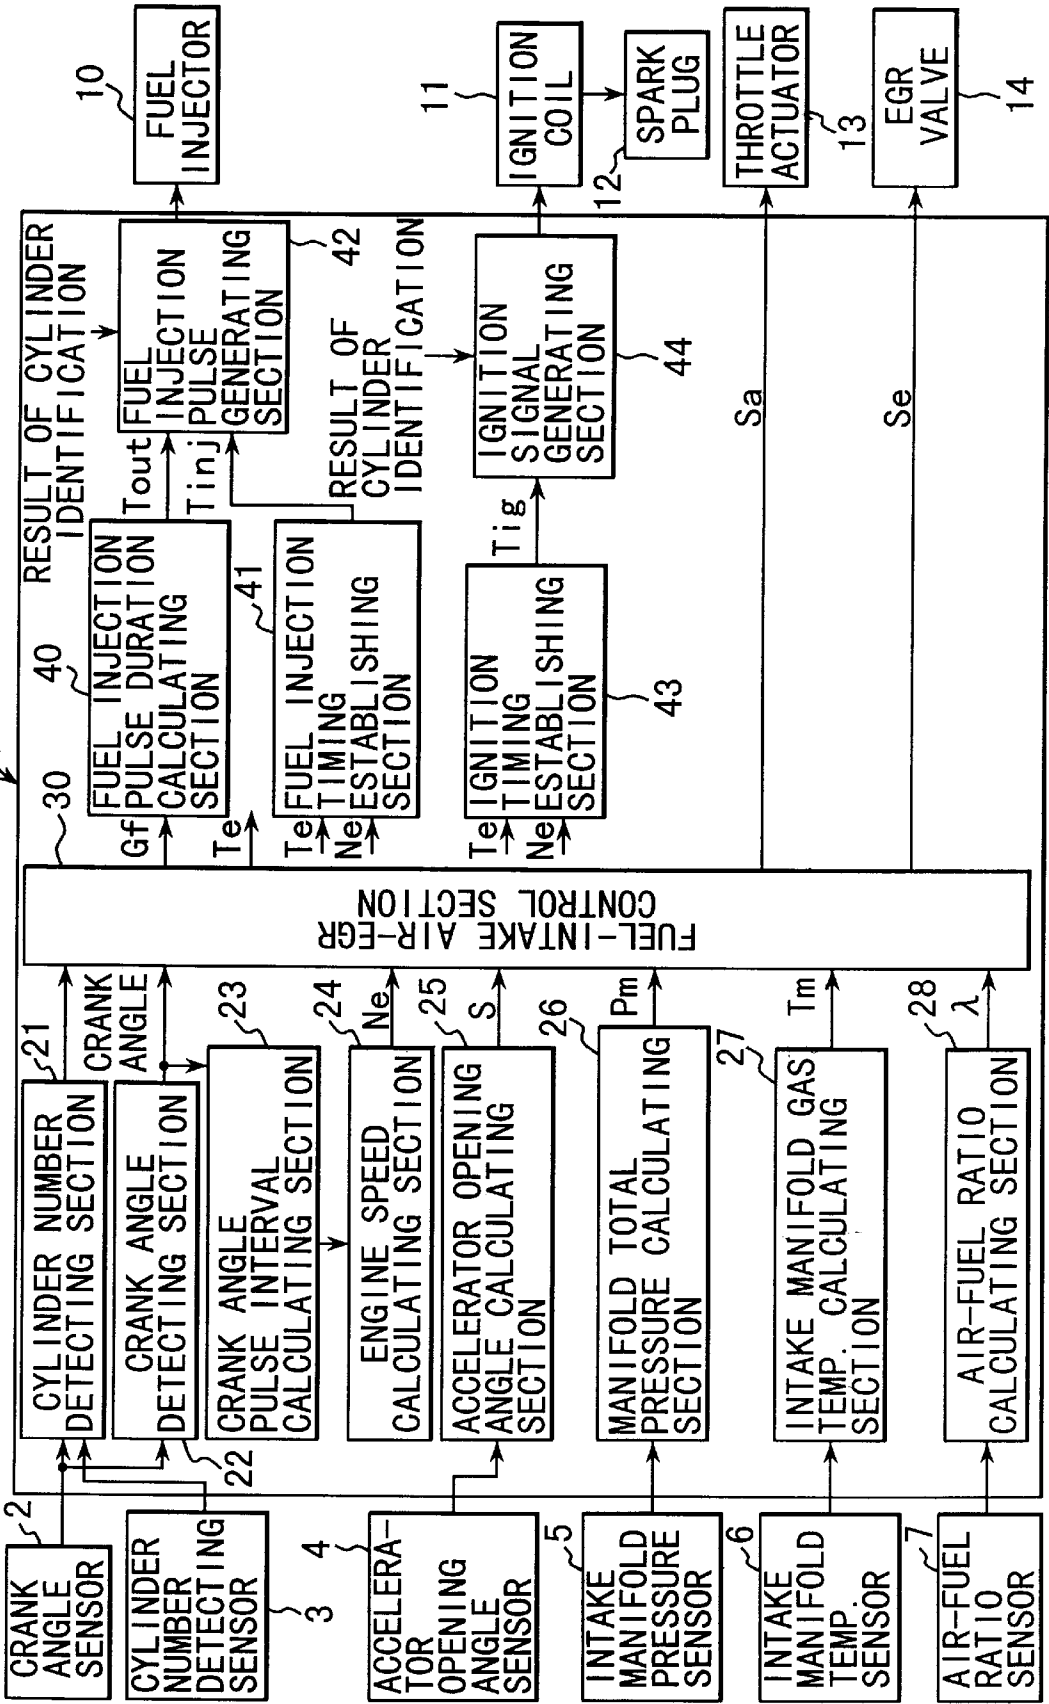 CRANK
ANGLE
SENSOR
2
CYLINDER
NUMBER
DETECTING
SENSOR
3
ACCELERA-
TOR
OPENING
ANGLE
SENSOR
4
INTAKE
MANIFOLD
PRESSURE
SENSOR
5
INTAKE
MANIFOLD
TEMP.
SENSOR
6
AIR-FUEL
RATIO
SENSOR
7
CYLINDER NUMBER
DETECTING SECTION
21
CRANK ANGLE
DETECTING SECTION
22
CRANK
ANGLE
CRANK ANGLE
PULSE INTERVAL
CALCULATING SECTION
23
ENGINE SPEED
CALCULATING SECTION
24
Ne
ACCELERATOR OPENING
ANGLE CALCULATING
SECTION
25
S
MANIFOLD TOTAL
PRESSURE CALCULATING
SECTION
26
Pm
INTAKE MANIFOLD GAS
TEMP. CALCULATING
SECTION
27
Tm
AIR-FUEL RATIO
CALCULATING SECTION
28
λ
30
FUEL-INTAKE AIR-EGR
CONTROL SECTION
Gf
Te
40
FUEL INJECTION
PULSE DURATION
CALCULATING
SECTION
Tout
Te
Ne
41
FUEL INJECTION
TIMING
ESTABLISHING
SECTION
Tinj
RESULT OF CYLINDER
IDENTIFICATION
FUEL
INJECTION
PULSE
GENERATING
SECTION
42
Te
Ne
IGNITION
TIMING
ESTABLISHING
SECTION
43
Tig
RESULT OF
CYLINDER
IDENTIFICATION
IGNITION
SIGNAL
GENERATING
SECTION
44
Sa
Se
10
FUEL
INJECTOR
11
IGNITION
COIL
12
SPARK
PLUG
THROTTLE
ACTUATOR
13
EGR
VALVE
14